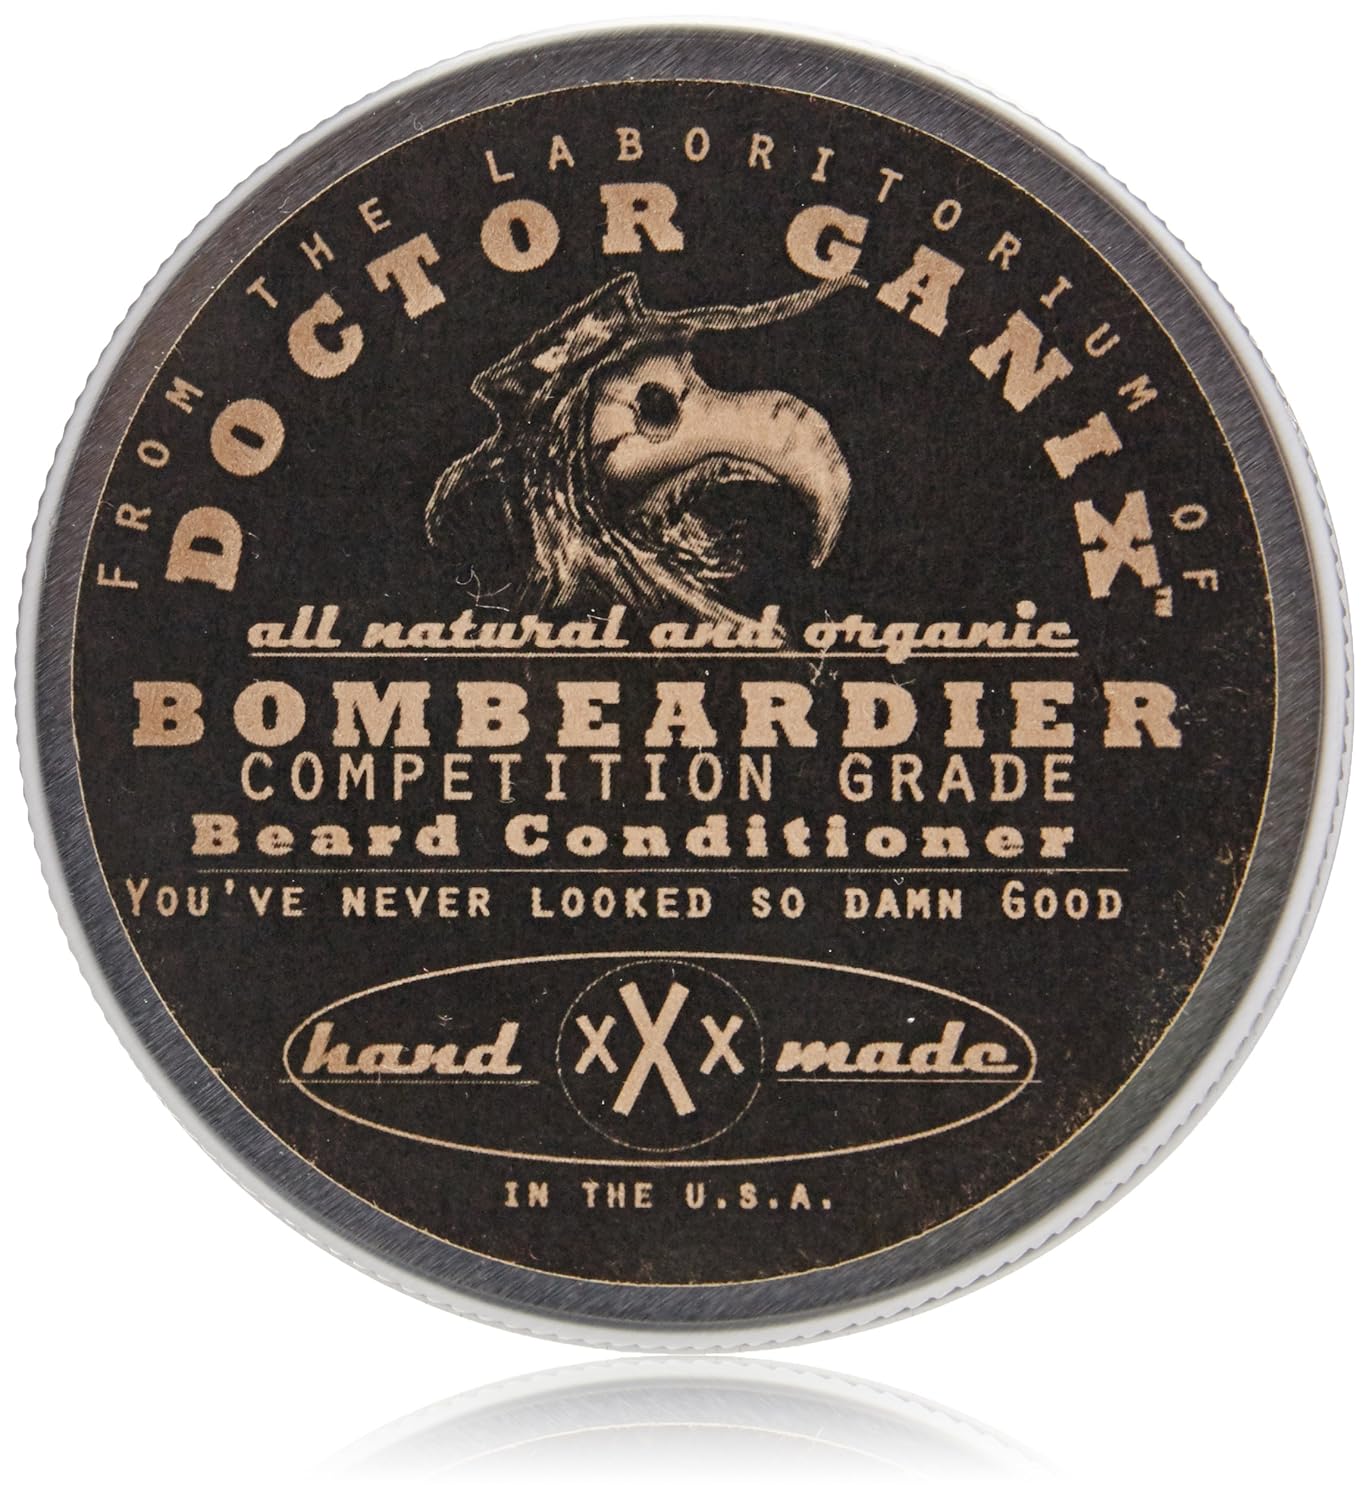 FROM THE LABORITORIUM OF
DOCTOR GANIX™
all natural and organic
BOMBEARDIER
COMPETITION GRADE
Beard Conditioner
YOU'VE NEVER LOOKED SO DAMN GOOD
hand XXX made
IN THE U.S.A.